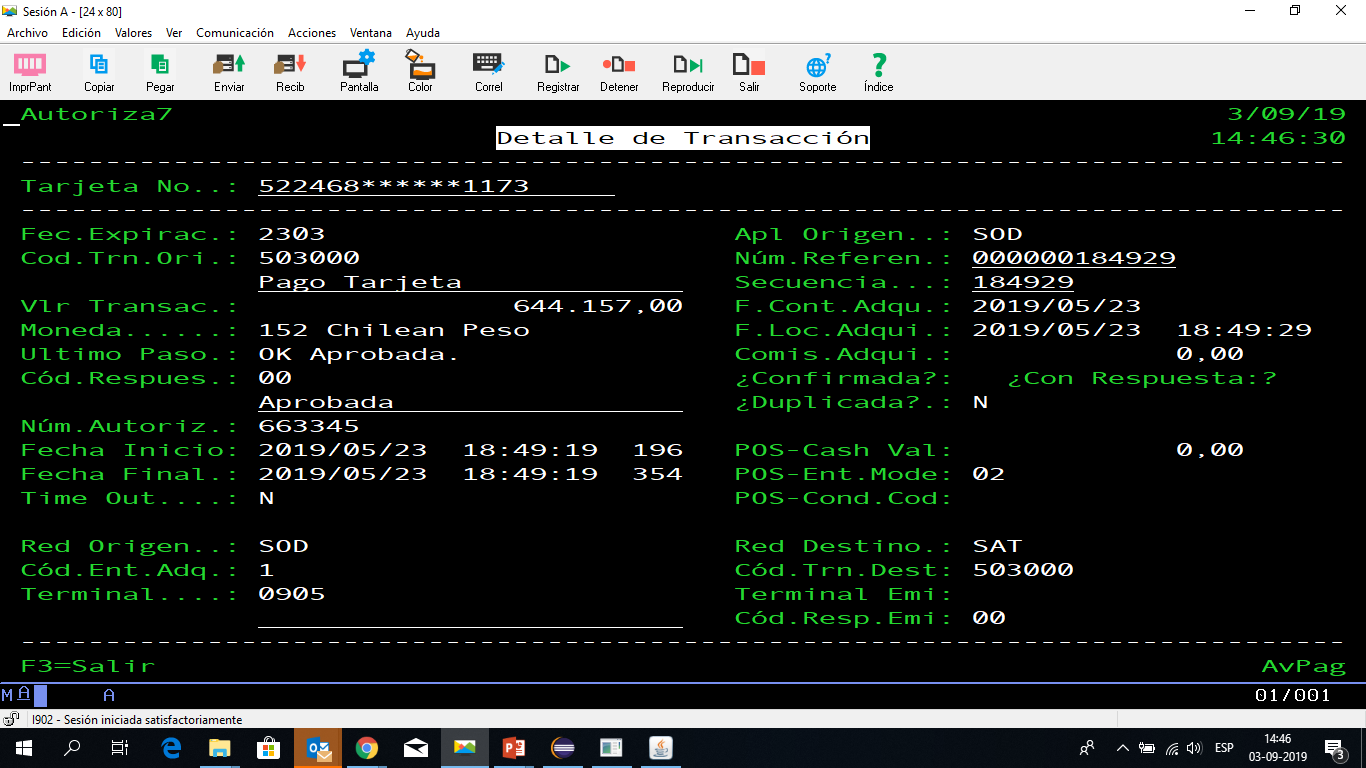 Sesión A - [24 x 80]
Archivo Edición Valores Ver Comunicación Acciones Ventana Ayuda
ImprPant Copiar Pegar Enviar Recib Pantalla Color Correl Registrar Detener Reproducir Salir Soporte Índice
_Autoriza7 3/09/19
Detalle de Transacción 14:46:30
--------------------------------------------------------------------------------
Tarjeta No..: 522468******1173
--------------------------------------------------------------------------------
Fec.Expirac.: 2303 Apl Origen..: SOD
Cod.Trn.Ori.: 503000 Núm.Referen.: 000000184929
Pago Tarjeta Secuencia...: 184929
Vlr Transac.: 644.157,00 F.Cont.Adqu.: 2019/05/23
Moneda......: 152 Chilean Peso F.Loc.Adqui.: 2019/05/23 18:49:29
Ultimo Paso.: OK Aprobada. Comis.Adqui.: 0,00
Cód.Respues.: 00 ¿Confirmada?: ¿Con Respuesta:?
Aprobada ¿Duplicada?.: N
Núm.Autoriz.: 663345
Fecha Inicio: 2019/05/23 18:49:19 196 POS-Cash Val: 0,00
Fecha Final.: 2019/05/23 18:49:19 354 POS-Ent.Mode: 02
Time Out....: N POS-Cond.Cod:
Red Origen..: SOD Red Destino.: SAT
Cód.Ent.Adq.: 1 Cód.Trn.Dest: 503000
Terminal....: 0905 Terminal Emi:
Cód.Resp.Emi: 00
--------------------------------------------------------------------------------
F3=Salir AvPag
MA A 01/001
I902 - Sesión iniciada satisfactoriamente
ESP 14:46
03-09-2019 3